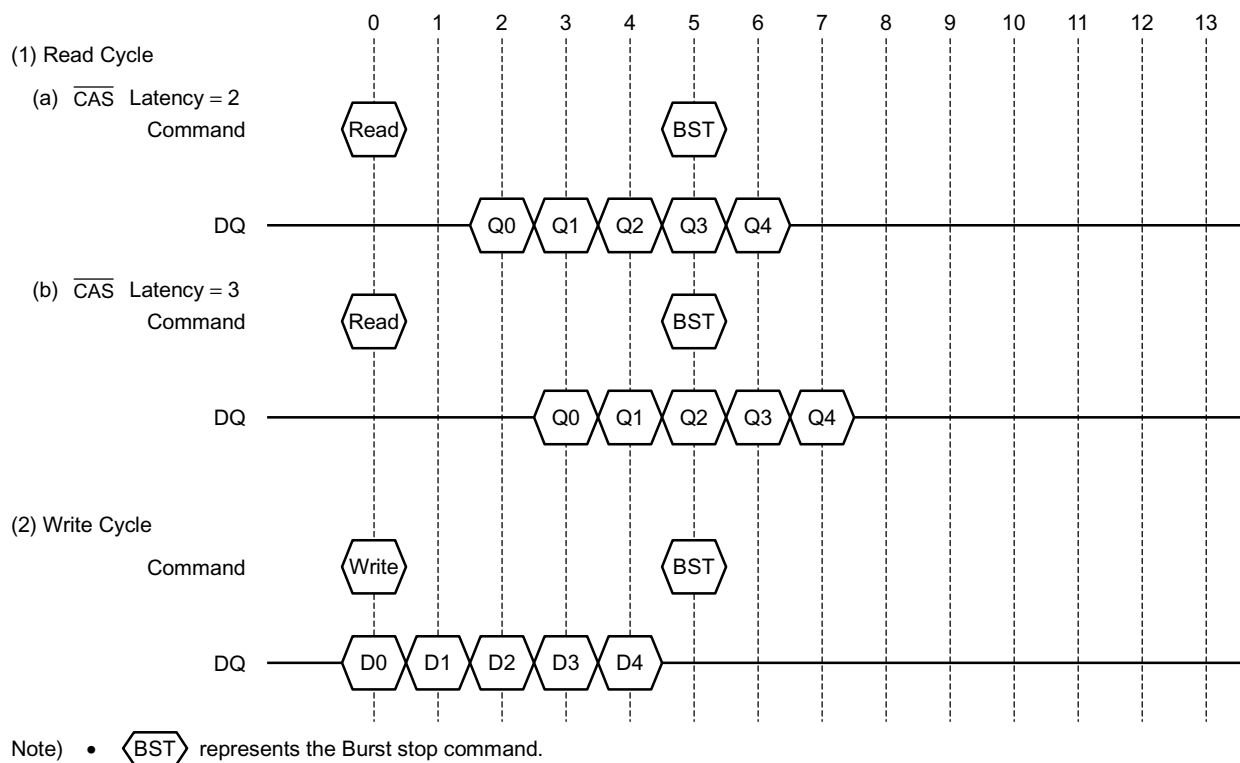 0 1 2 3 4 5 6 7 8 9 10 11 12 13
(1) Read Cycle
(a) CAS Latency = 2
Command Read BST
DQ Q0 Q1 Q2 Q3 Q4
(b) CAS Latency = 3
Command Read BST
DQ Q0 Q1 Q2 Q3 Q4
(2) Write Cycle
Command Write BST
DQ D0 D1 D2 D3 D4
Note) • BST represents the Burst stop command.